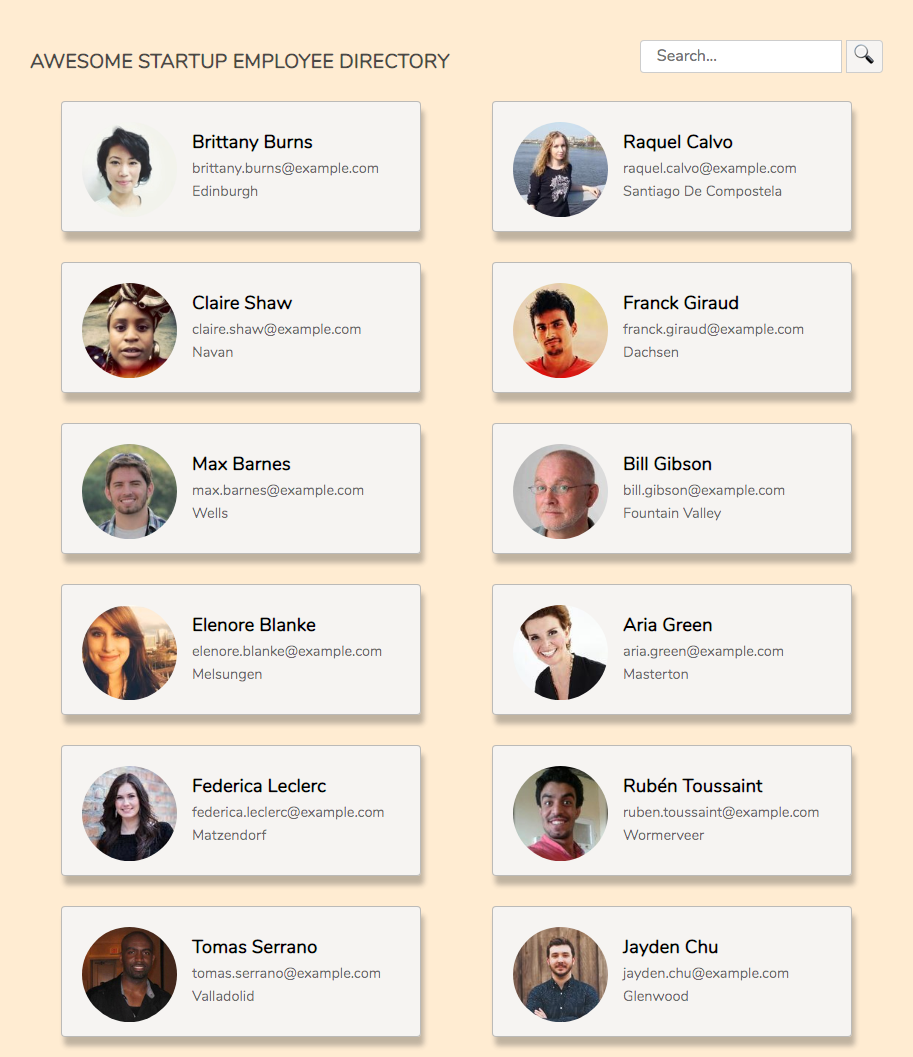 AWESOME STARTUP EMPLOYEE DIRECTORY
Search...
Brittany Burns
brittany.burns@example.com
Edinburgh
Raquel Calvo
raquel.calvo@example.com
Santiago De Compostela
Claire Shaw
claire.shaw@example.com
Navan
Franck Giraud
franck.giraud@example.com
Dachsen
Max Barnes
max.barnes@example.com
Wells
Bill Gibson
bill.gibson@example.com
Fountain Valley
Elenore Blanke
elenore.blanke@example.com
Melsungen
Aria Green
aria.green@example.com
Masterton
Federica Leclerc
federica.leclerc@example.com
Matzendorf
Rubén Toussaint
ruben.toussaint@example.com
Wormerveer
Tomas Serrano
tomas.serrano@example.com
Valladolid
Jayden Chu
jayden.chu@example.com
Glenwood